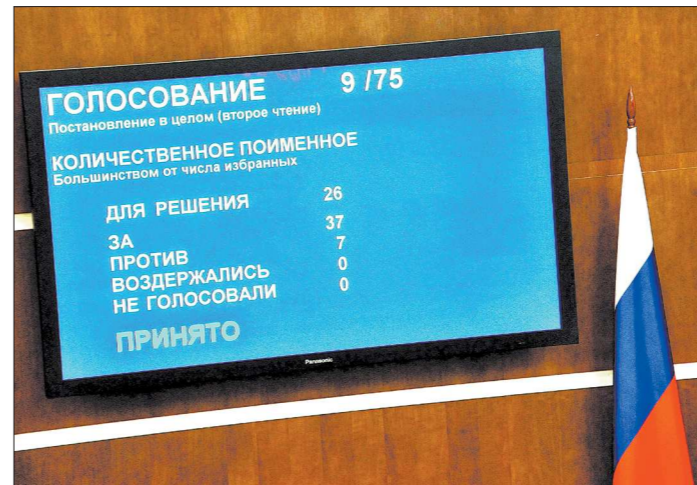 ГОЛОСОВАНИЕ 9 /75
Постановление в целом (второе чтение)
КОЛИЧЕСТВЕННОЕ ПОИМЕННОЕ
Большинством от числа избранных
ДЛЯ РЕШЕНИЯ 26
ЗА 37
ПРОТИВ 7
ВОЗДЕРЖАЛИСЬ 0
НЕ ГОЛОСОВАЛИ 0
ПРИНЯТО
Panasonic